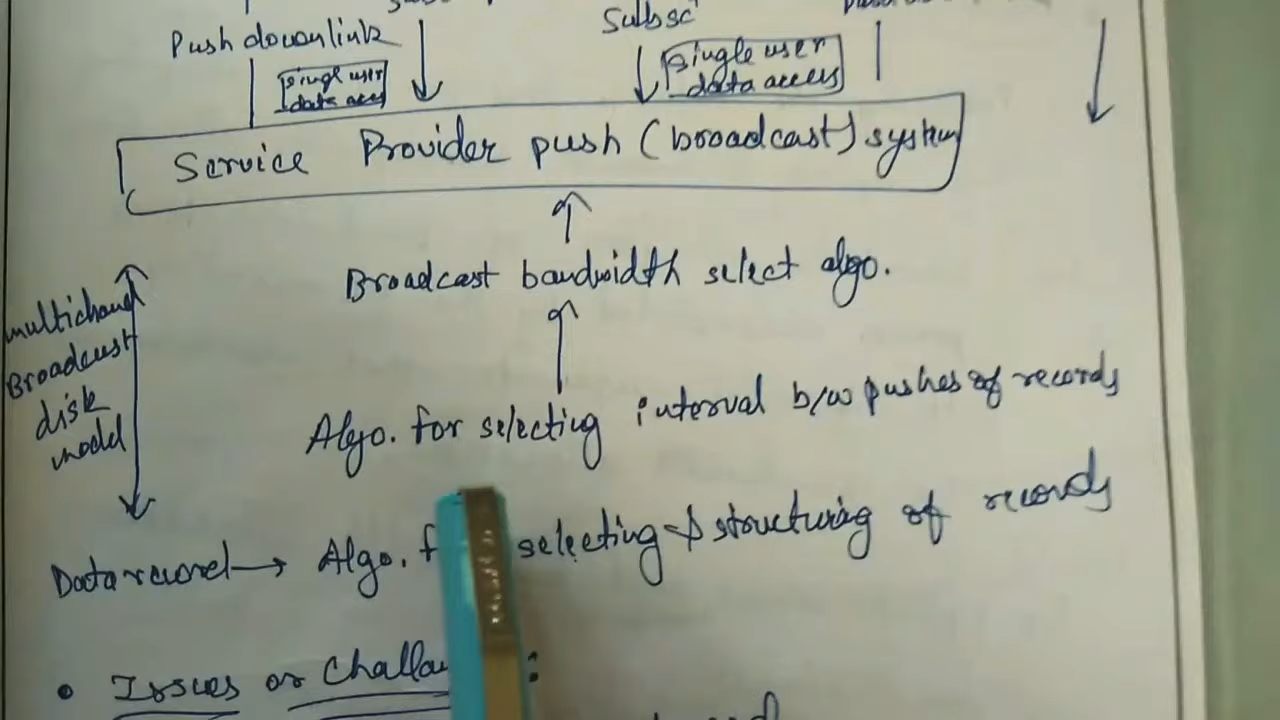 Push downlink
Subsc
single user
data acces
single user
data access
Service Provider push (broadcast) system
Broadcast bandwidth select algo.
multichannel
Broadcast
disk
model
Algo. for selecting interval b/w pushes of records
Data record → Algo. f selecting & structuring of records
• Issues or Challan :